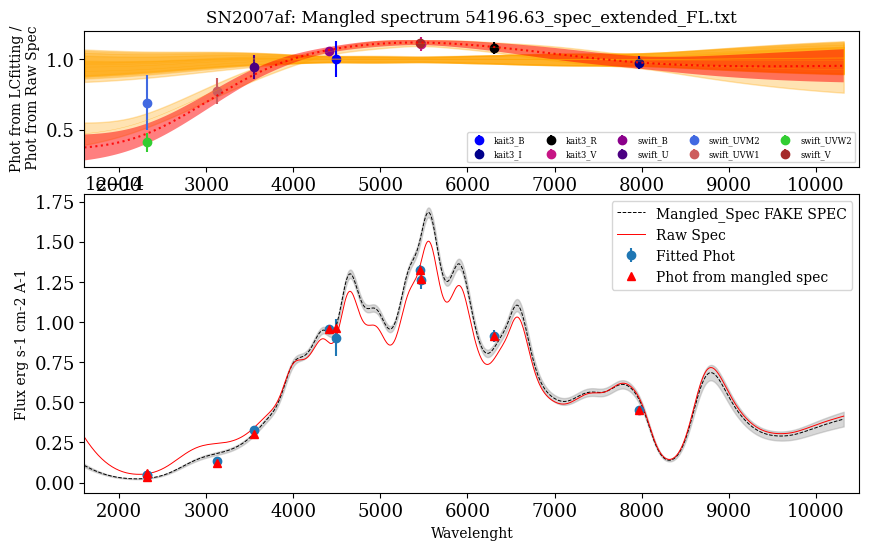 SN2007af: Mangled spectrum 54196.63_spec_extended_FL.txt
Phot from LCfitting /
Phot from Raw Spec
1.0
0.5
kait3_B kait3_R swift_B swift_UVM2 swift_UVW2
kait3_I kait3_V swift_U swift_UVW1 swift_V
2000 3000 4000 5000 6000 7000 8000 9000 10000
1e−14
Flux erg s-1 cm-2 A-1
1.75
1.50
1.25
1.00
0.75
0.50
0.25
0.00
Mangled_Spec FAKE SPEC
Raw Spec
Fitted Phot
Phot from mangled spec
2000 3000 4000 5000 6000 7000 8000 9000 10000
Wavelenght